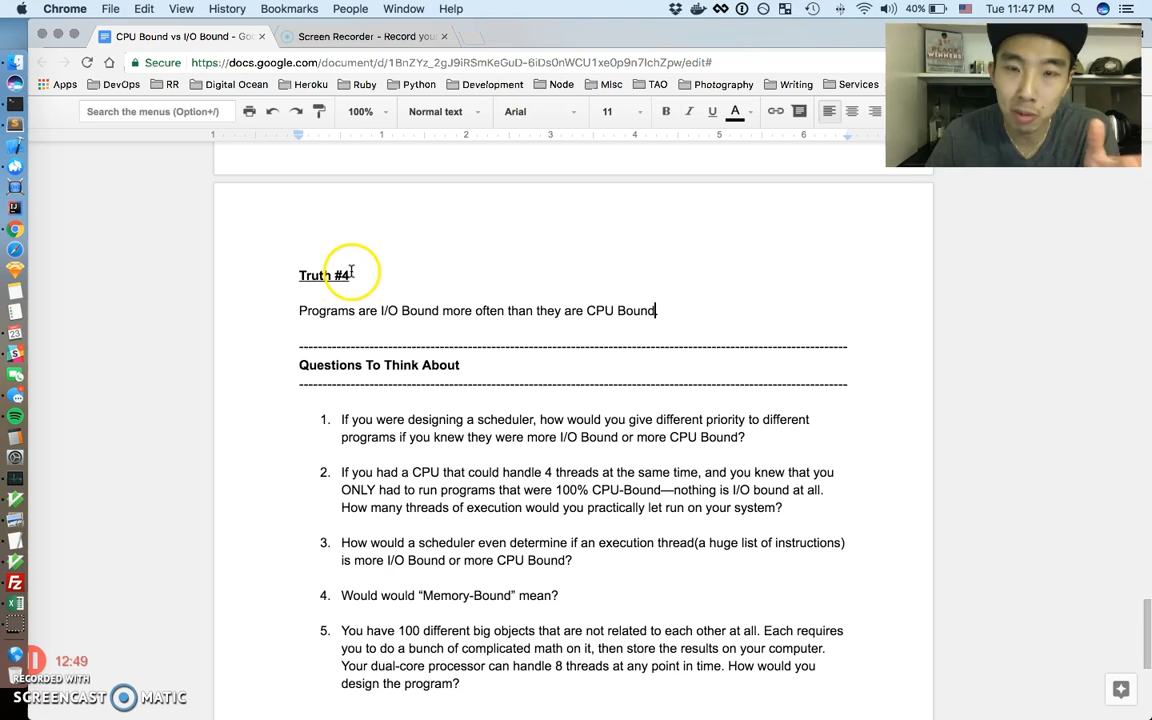 Chrome File Edit View History Bookmarks People Window Help 40% Tue 11:47 PM
CPU Bound vs I/O Bound - Goo × Screen Recorder - Record your ×
Secure https://docs.google.com/document/d/1BnZYz_2gJ9iRSmKeGuD-6iDs0nWCU1xe0p9n7IchZpw/edit#
Apps DevOps RR Digital Ocean Heroku Ruby Python Development Node Misc TAO Photography Writing Services
Search the menus (Option+/) 100% Normal text Arial 11 B I U A
1 1 2 3 4 5 6
Truth #4
Programs are I/O Bound more often than they are CPU Bound.
Questions To Think About
1. If you were designing a scheduler, how would you give different priority to different
programs if you knew they were more I/O Bound or more CPU Bound?
2. If you had a CPU that could handle 4 threads at the same time, and you knew that you
ONLY had to run programs that were 100% CPU-Bound—nothing is I/O bound at all.
How many threads of execution would you practically let run on your system?
3. How would a scheduler even determine if an execution thread(a huge list of instructions)
is more I/O Bound or more CPU Bound?
4. Would would “Memory-Bound” mean?
5. You have 100 different big objects that are not related to each other at all. Each requires
you to do a bunch of complicated math on it, then store the results on your computer.
Your dual-core processor can handle 8 threads at any point in time. How would you
design the program?
12:49
RECORDED WITH
SCREENCAST MATIC